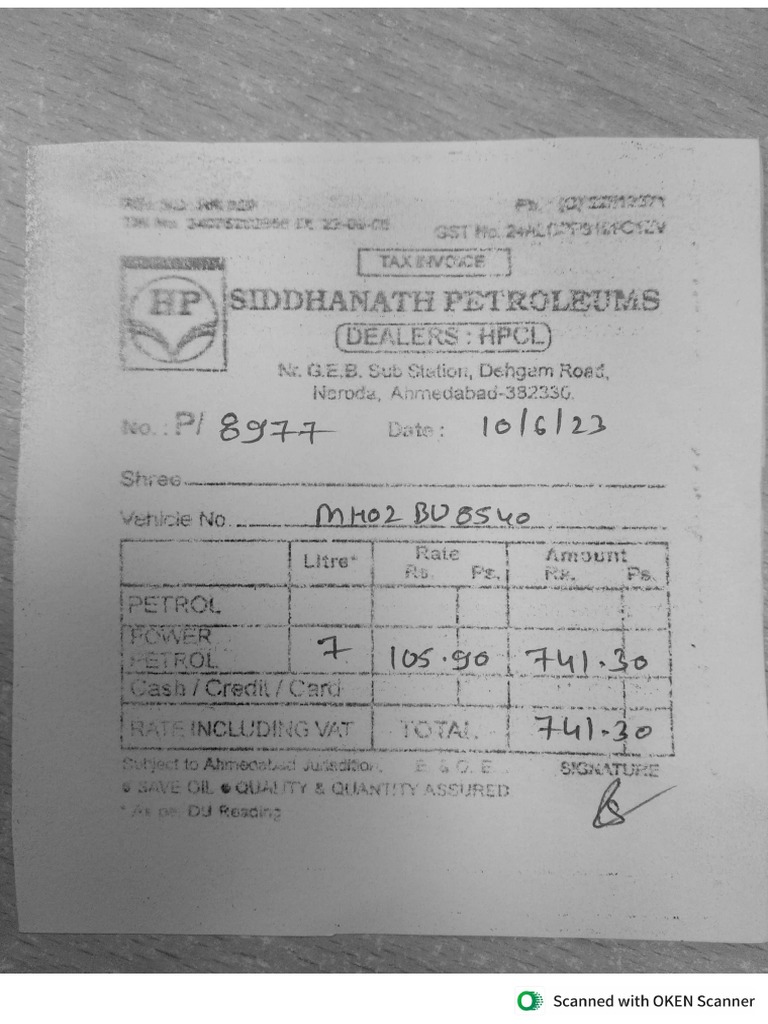 TAX INVOICE
HP
SIDDHANATH PETROLEUMS
DEALERS : HPCL
Nr. G.E.B. Sub Station, Dehgam Road,
Naroda, Ahmedabad-382330.
No. : P/ 8977 Date : 10/6/23
Shree
Vehicle No. MH02 BU 8540
Litre* Rate Amount
Rs. Ps. Rs. Ps.
PETROL
POWER PETROL 7 105.90 741.30
Cash / Credit / Card
RATE INCLUDING VAT TOTAL 741.30
Subject to Ahmedabad Jurisdition. E. & O. E. SIGNATURE
● SAVE OIL ● QUALITY & QUANTITY ASSURED
* As per DU Reading
Scanned with OKEN Scanner